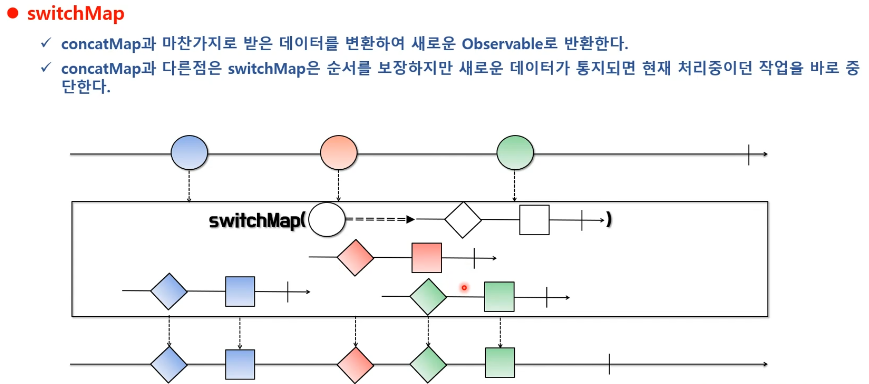 switchMap
concatMap과 마찬가지로 받은 데이터를 변환하여 새로운 Observable로 반환한다.
concatMap과 다른점은 switchMap은 순서를 보장하지만 새로운 데이터가 통지되면 현재 처리중이던 작업을 바로 중
단한다.
switchMap( )